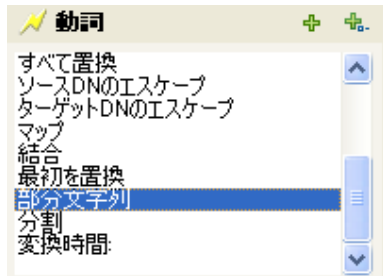 動詞
すべて置換
ソースDNのエスケープ
ターゲットDNのエスケープ
マップ
結合
最初を置換
部分文字列
分割
変換時間: